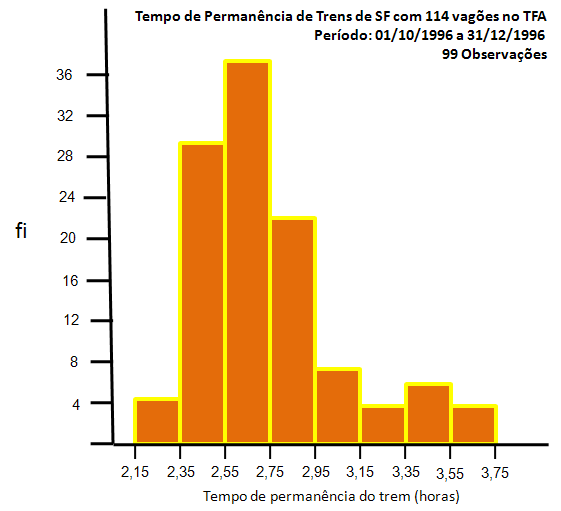 Tempo de Permanência de Trens de SF com 114 vagões no TFA
Período: 01/10/1996 a 31/12/1996
99 Observações
36
32
28
24
fi
20
16
12
8
4
2,15 2,35 2,55 2,75 2,95 3,15 3,35 3,55 3,75
Tempo de permanência do trem (horas)